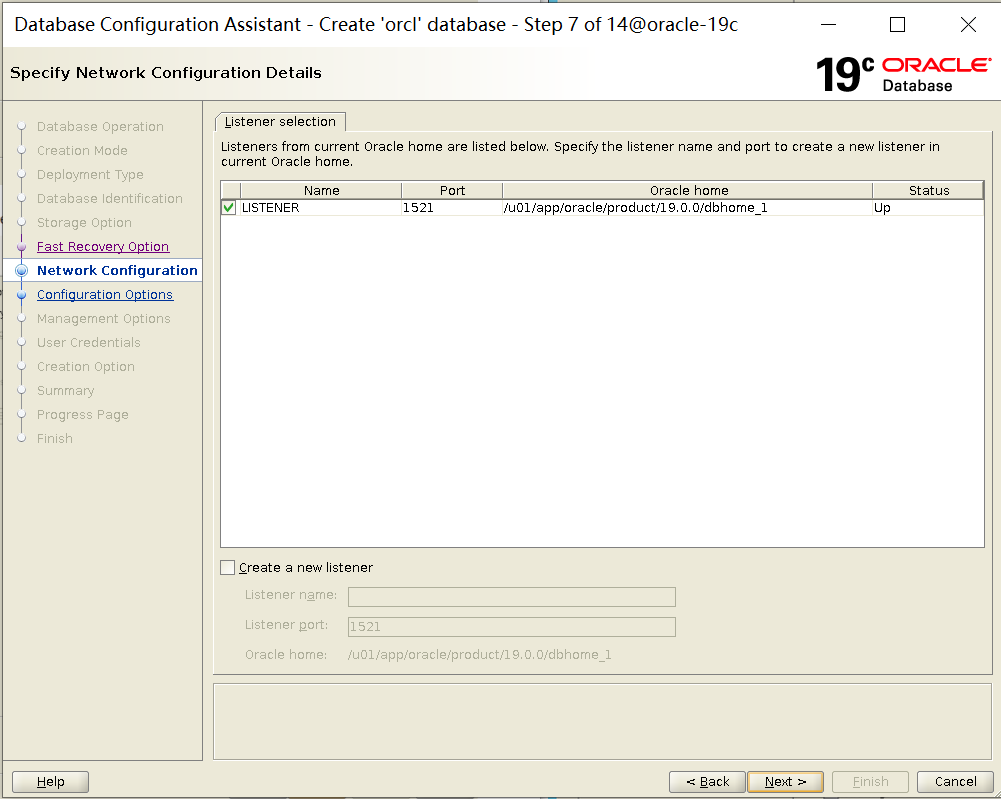 Database Configuration Assistant - Create 'orcl' database - Step 7 of 14@oracle-19c
Specify Network Configuration Details
19c ORACLE
Database
Database Operation
Creation Mode
Deployment Type
Database Identification
Storage Option
Fast Recovery Option
Network Configuration
Configuration Options
Management Options
User Credentials
Creation Option
Summary
Progress Page
Finish
Listener selection
Listeners from current Oracle home are listed below. Specify the listener name and port to create a new listener in
current Oracle home.
Name Port Oracle home Status
LISTENER 1521 /u01/app/oracle/product/19.0.0/dbhome_1 Up
Create a new listener
Listener name:
Listener port: 1521
Oracle home: /u01/app/oracle/product/19.0.0/dbhome_1
Help < Back Next > Finish Cancel